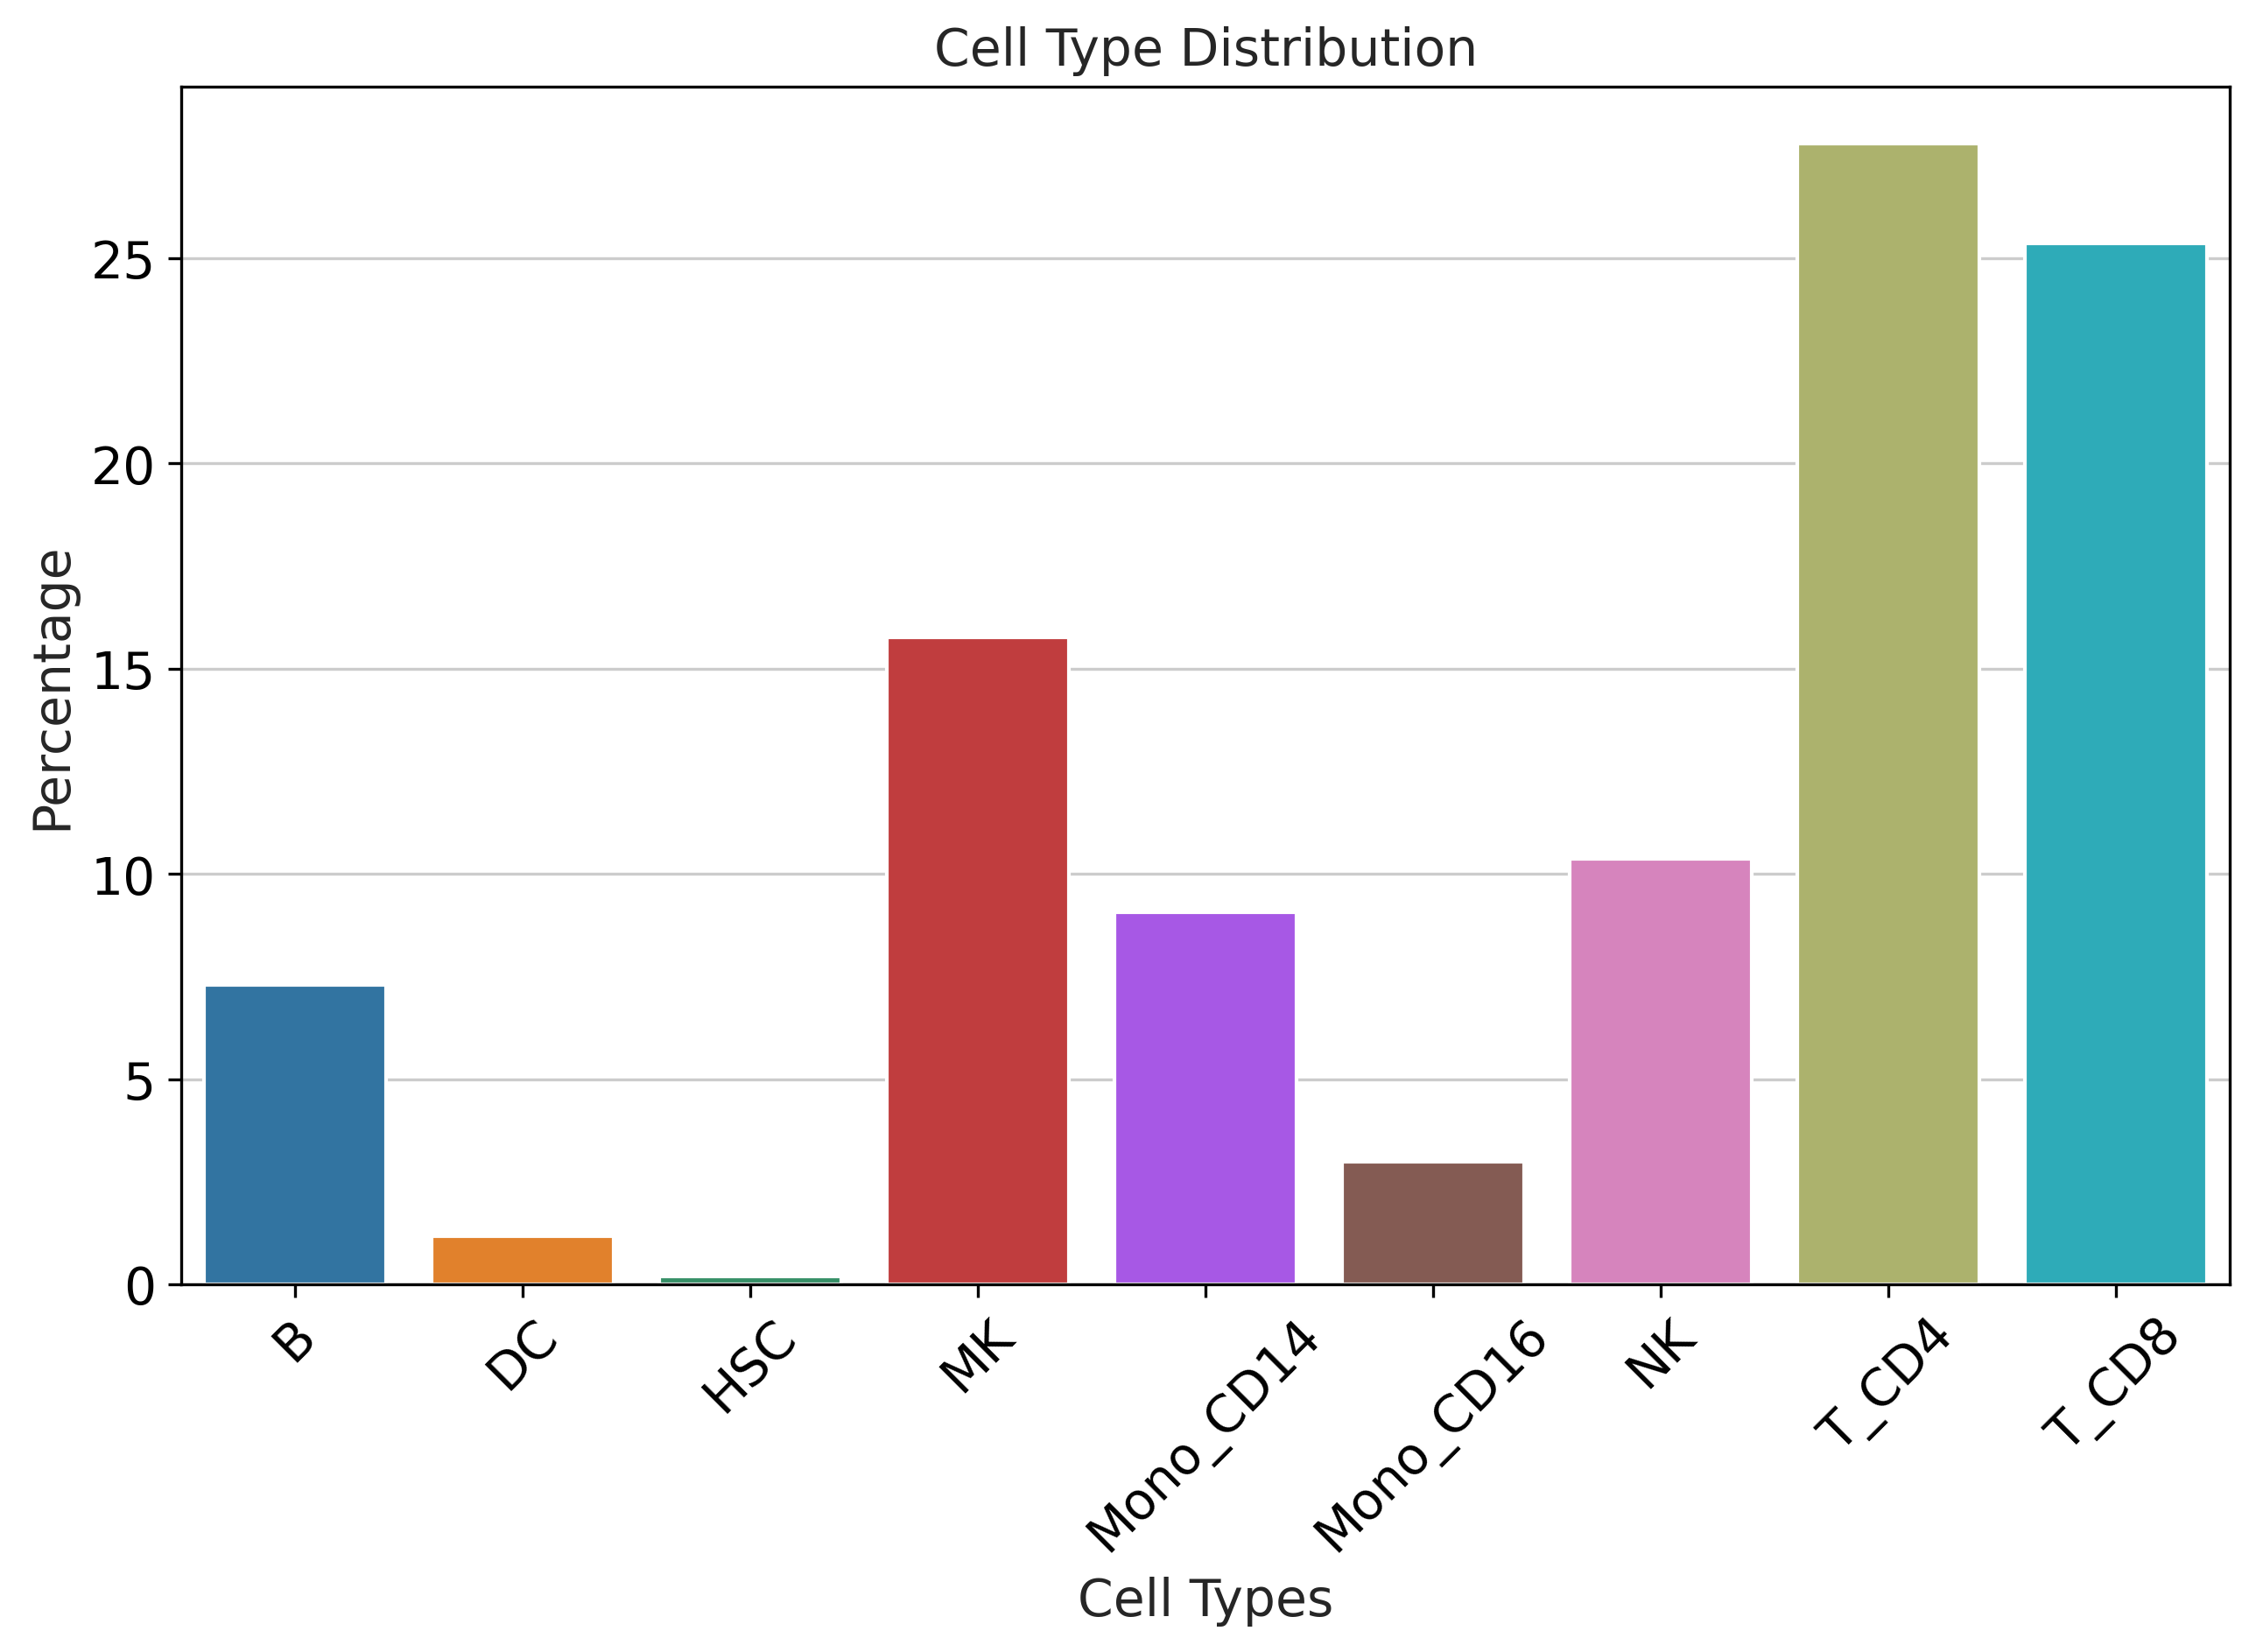 Cell Type Distribution
Percentage
25
20
15
10
5
0
B
DC
HSC
MK
Mono_CD14
Mono_CD16
NK
T_CD4
T_CD8
Cell Types